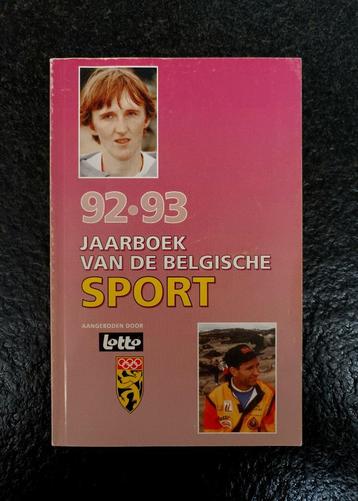 92•93
JAARBOEK
VAN DE BELGISCHE
SPORT
AANGEBODEN DOOR
Lotto